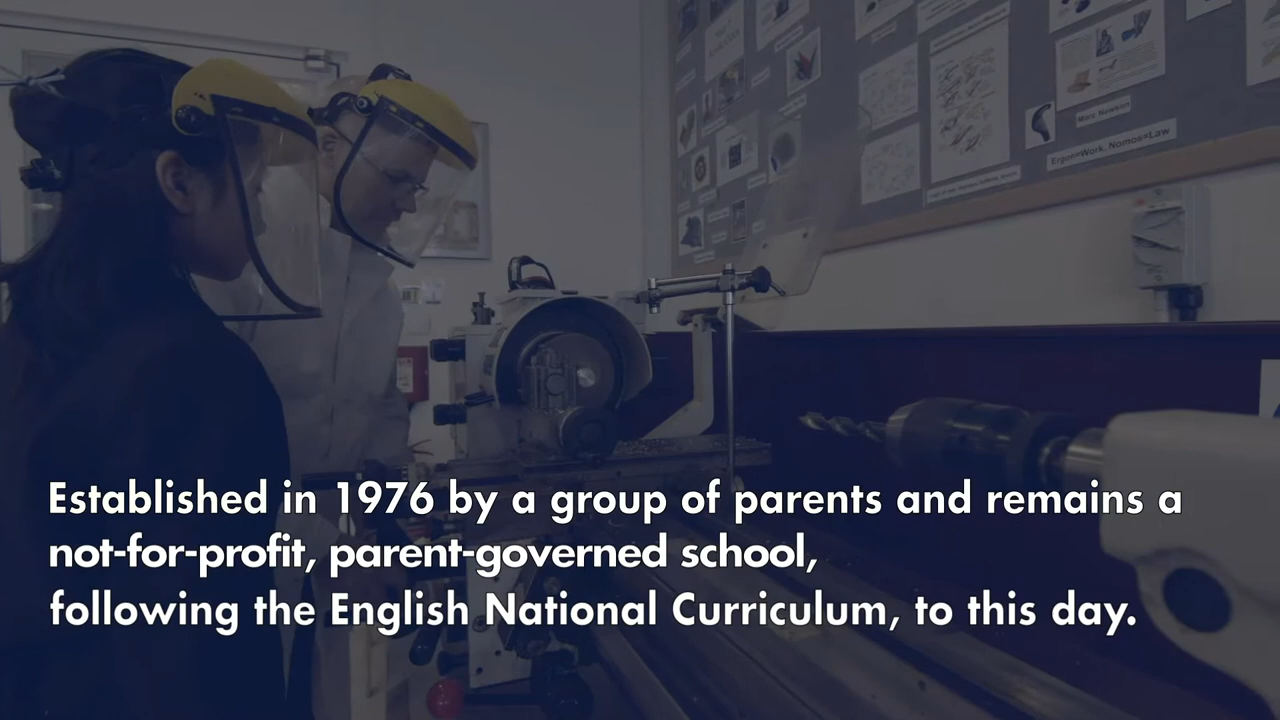 Marc Newson
Ergos=Work, Nomos=Law
Established in 1976 by a group of parents and remains a
not-for-profit, parent-governed school,
following the English National Curriculum, to this day.